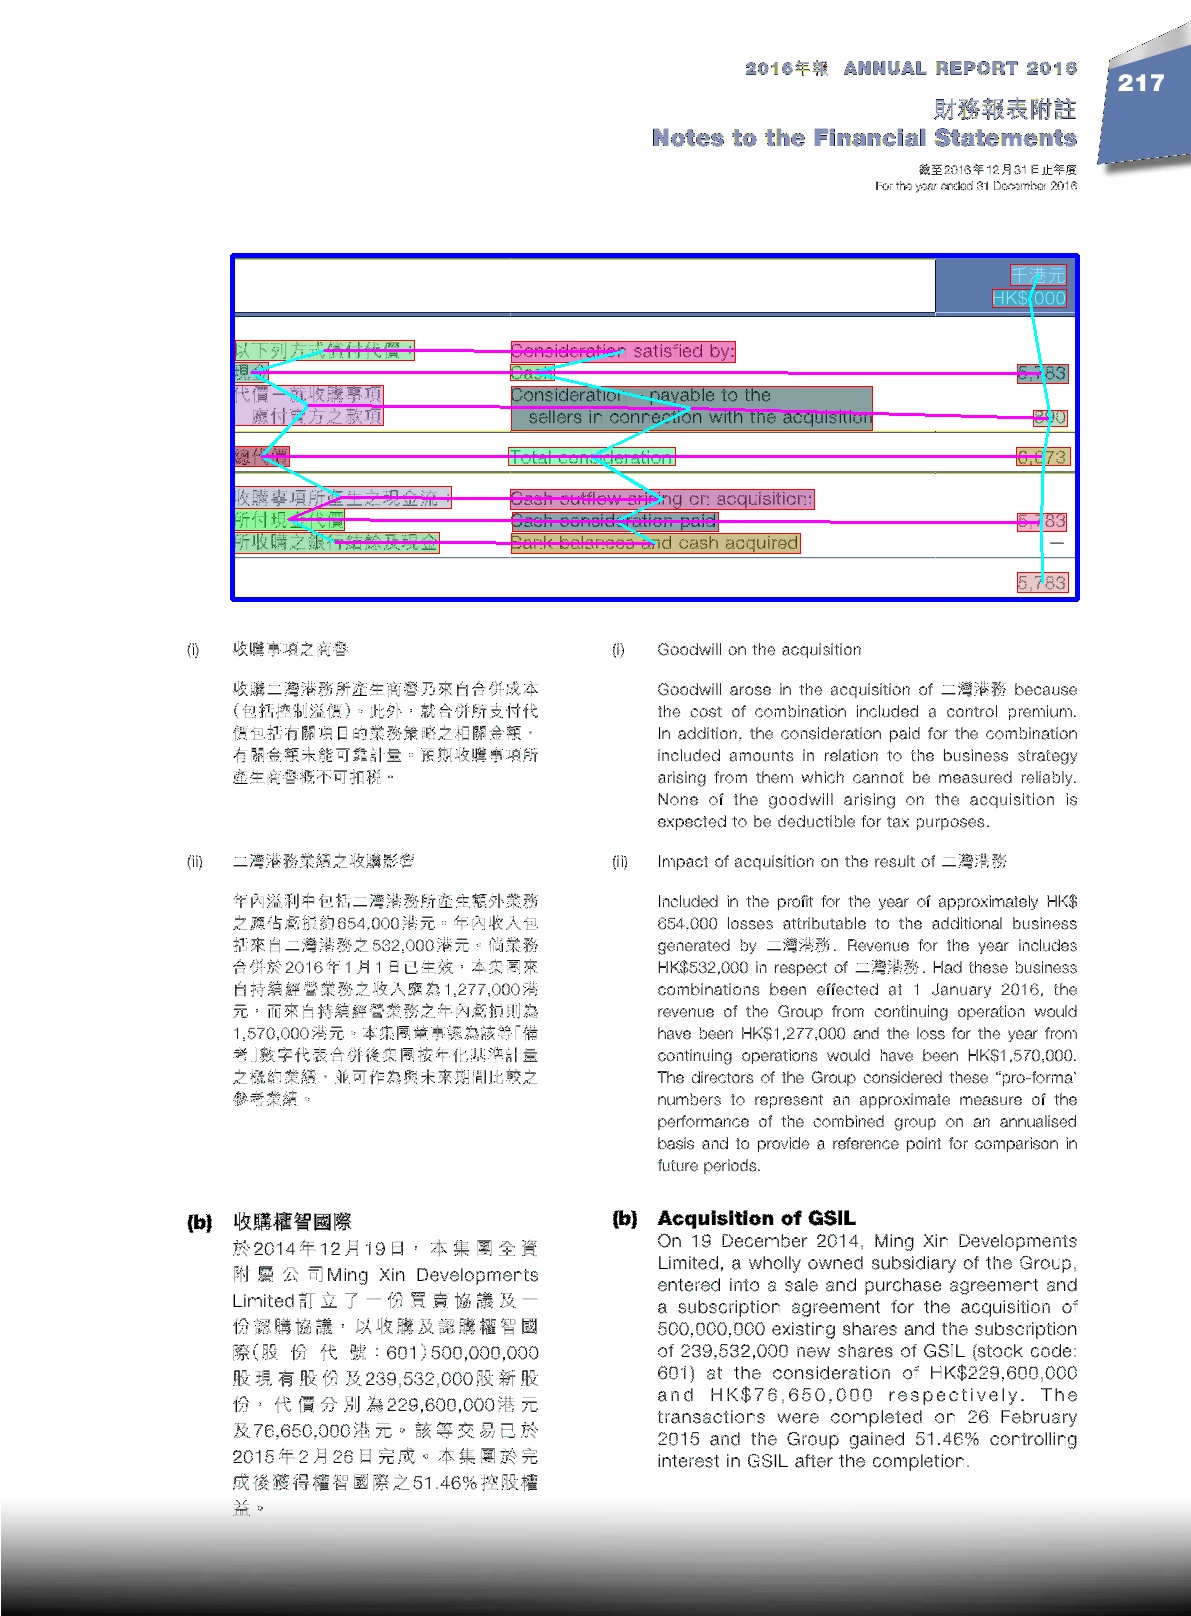 2016年報 ANNUAL REPORT 2016
217
財務報表附註
Notes to the Financial Statements
截至2016年12月31日止年度
For the year ended 31 December 2016
千港元
HK$'000
以下列方式償付代價： Consideration satisfied by:
現金 Cash 5,783
代價－就收購事項 Consideration – payable to the
應付賣方之款項 sellers in connection with the acquisition 890
總代價 Total consideration 6,673
收購事項所產生之現金流： Cash outflow arising on acquisition:
所付現金代價 Cash consideration paid 5,783
所收購之銀行結餘及現金 Bank balances and cash acquired –
5,783
(i) 收購事項之商譽
收購二灣港務所產生商譽乃來自合併成本
(包括控制溢價)。此外，就合併所支付代
價包括有關項目的業務策略之相關金額，
有關金額未能可靠計量。預期收購事項所
產生商譽概不可扣稅。
(i) Goodwill on the acquisition
Goodwill arose in the acquisition of 二灣港務 because
the cost of combination included a control premium.
In addition, the consideration paid for the combination
included amounts in relation to the business strategy
arising from them which cannot be measured reliably.
None of the goodwill arising on the acquisition is
expected to be deductible for tax purposes.
(ii) 二灣港務業績之收購影響
年內溢利中包括二灣港務所產生額外業務
之應佔虧損約654,000港元。年內收入包
括來自二灣港務之532,000港元。倘業務
合併於2016年1月1日已生效，本集團來
自持續經營業務之收入應為1,277,000港
元，而來自持續經營業務之年內虧損則為
1,570,000港元。本集團董事認為該等「備
考」數字代表合併後集團按年化基準計量
之概約業績，並可作為與未來期間比較之
參考業績。
(ii) Impact of acquisition on the result of 二灣港務
Included in the profit for the year of approximately HK$
654,000 losses attributable to the additional business
generated by 二灣港務. Revenue for the year includes
HK$532,000 in respect of 二灣港務. Had these business
combinations been effected at 1 January 2016, the
revenue of the Group from continuing operation would
have been HK$1,277,000 and the loss for the year from
continuing operations would have been HK$1,570,000.
The directors of the Group considered these “pro-forma’
numbers to represent an approximate measure of the
performance of the combined group on an annualised
basis and to provide a reference point for comparison in
future periods.
(b) 收購權智國際
於2014年12月19日，本集團全資
附屬公司Ming Xin Developments
Limited訂立了一份買賣協議及一
份認購協議，以收購及認購權智國
際(股份代號：601)500,000,000
股現有股份及239,532,000股新股
份，代價分別為229,600,000港元
及76,650,000港元。該等交易已於
2015年2月26日完成。本集團於完
成後獲得權智國際之51.46%控股權
益。
(b) Acquisition of GSIL
On 19 December 2014, Ming Xin Developments
Limited, a wholly owned subsidiary of the Group,
entered into a sale and purchase agreement and
a subscription agreement for the acquisition of
500,000,000 existing shares and the subscription
of 239,532,000 new shares of GSIL (stock code:
601) at the consideration of HK$229,600,000
and HK$76,650,000 respectively. The
transactions were completed on 26 February
2015 and the Group gained 51.46% controlling
interest in GSIL after the completion.